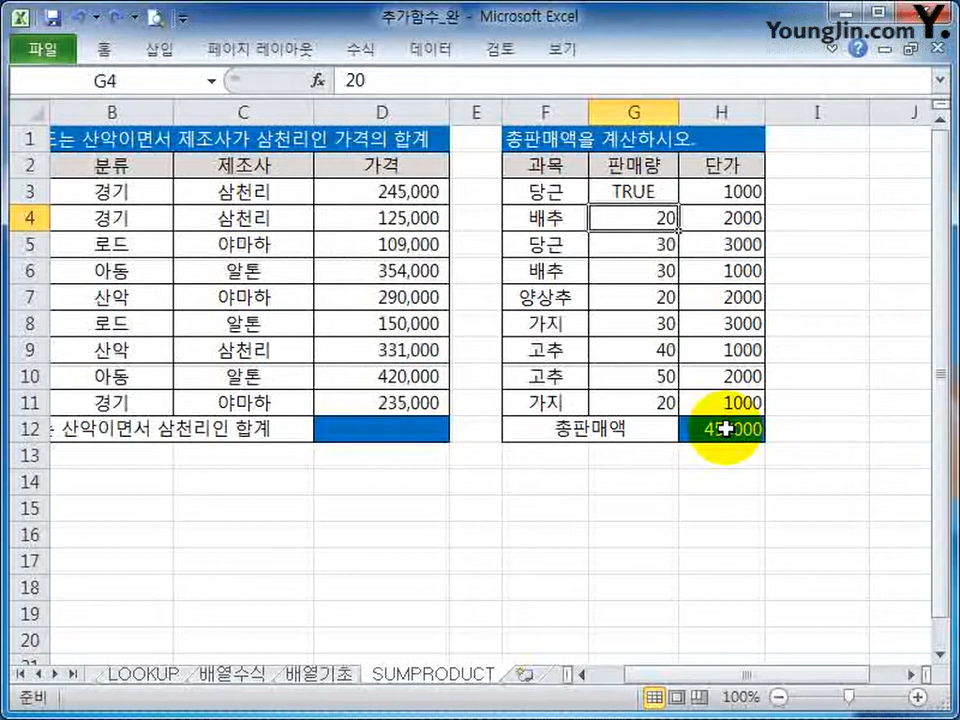 추가함수_완 - Microsoft Excel
YoungJin.com Y.
파일 홈 삽입 페이지 레이아웃 수식 데이터 검토 보기
G4 fx 20
B C D E F G H I J
1 산악이면서 제조사가 삼천리인 가격의 합계 총판매액을 계산하시오.
2 분류 제조사 가격 과목 판매량 단가
3 경기 삼천리 245,000 당근 TRUE 1000
4 경기 삼천리 125,000 배추 20 2000
5 로드 야마하 109,000 당근 30 3000
6 아동 알톤 354,000 배추 30 1000
7 산악 야마하 290,000 양상추 20 2000
8 로드 알톤 150,000 가지 30 3000
9 산악 삼천리 331,000 고추 40 1000
10 아동 알톤 420,000 고추 50 2000
11 경기 야마하 235,000 가지 20 1000
12 산악이면서 삼천리인 합계 총판매액
13
14
15
16
17
18
19
20
LOOKUP 배열수식 배열기초 SUMPRODUCT
준비 100%